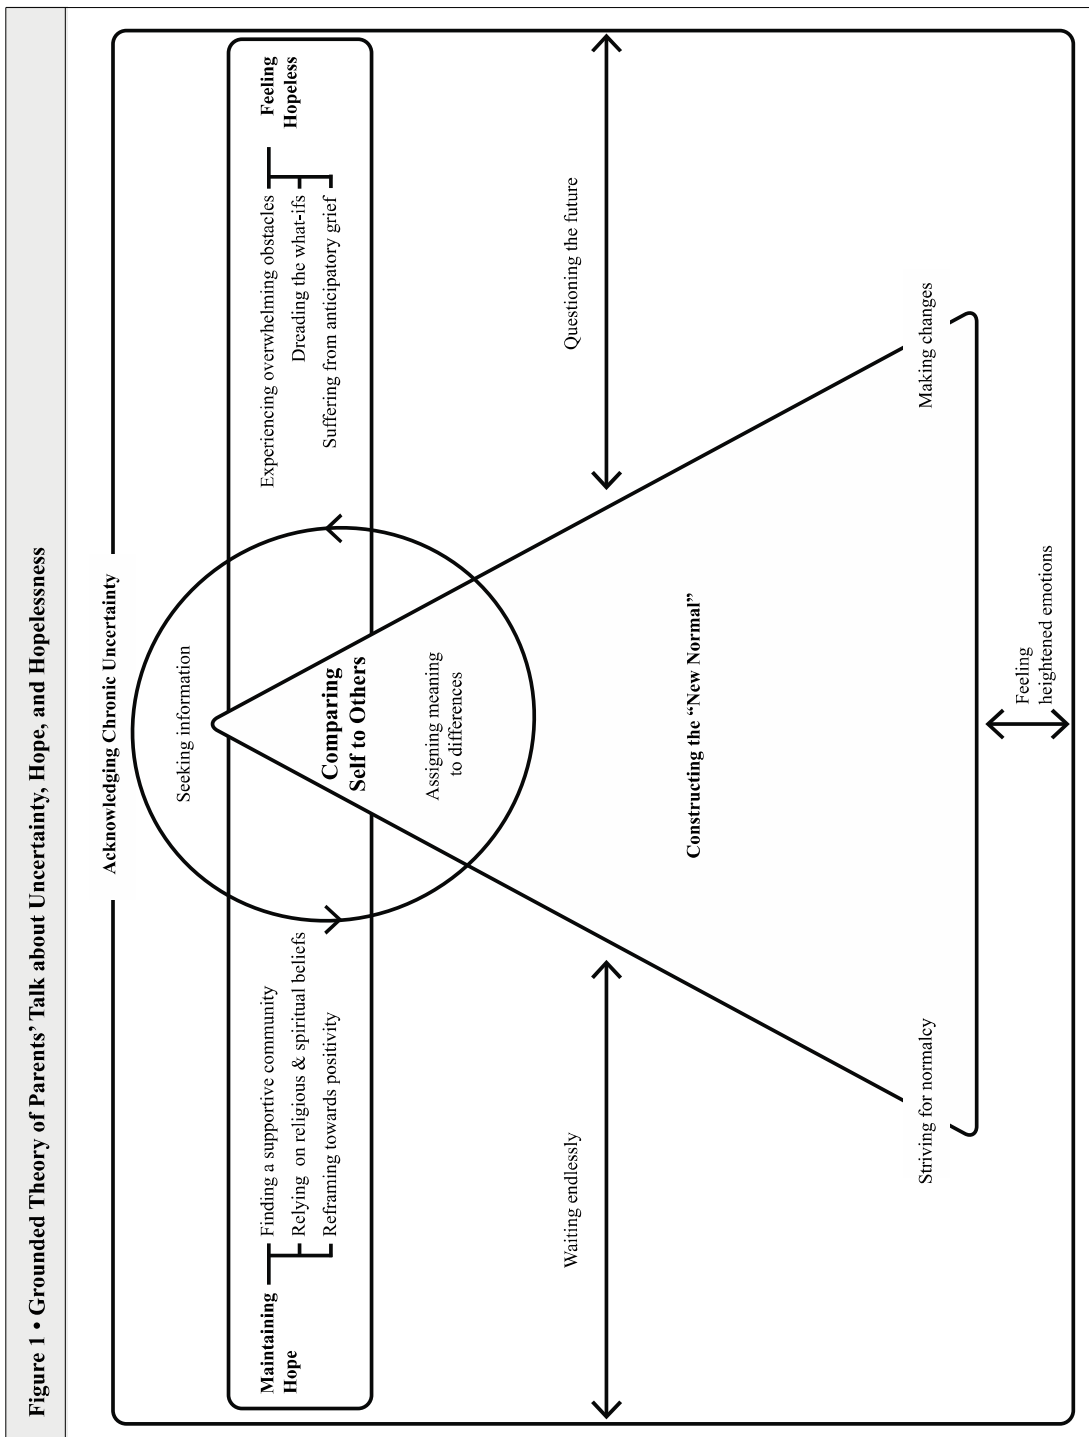 Figure 1 • Grounded Theory of Parents’ Talk about Uncertainty, Hope, and Hopelessness
Acknowledging Chronic Uncertainty
Seeking information
Maintaining
Hope
Finding a supportive community
Relying on religious & spiritual beliefs
Reframing towards positivity
Comparing
Self to Others
Experiencing overwhelming obstacles
Dreading the what-ifs
Suffering from anticipatory grief
Feeling
Hopeless
Assigning meaning
to differences
Waiting endlessly
Questioning the future
Constructing the “New Normal”
Striving for normalcy
Making changes
Feeling
heightened emotions